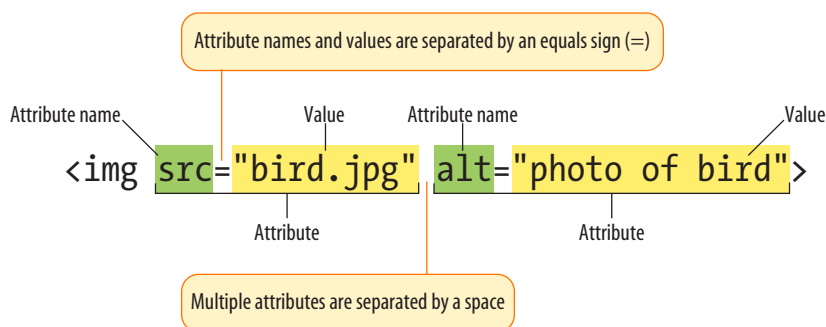 Attribute names and values are separated by an equals sign (=)
Attribute name Value Attribute name Value
<img src="bird.jpg" alt="photo of bird">
Attribute Attribute
Multiple attributes are separated by a space